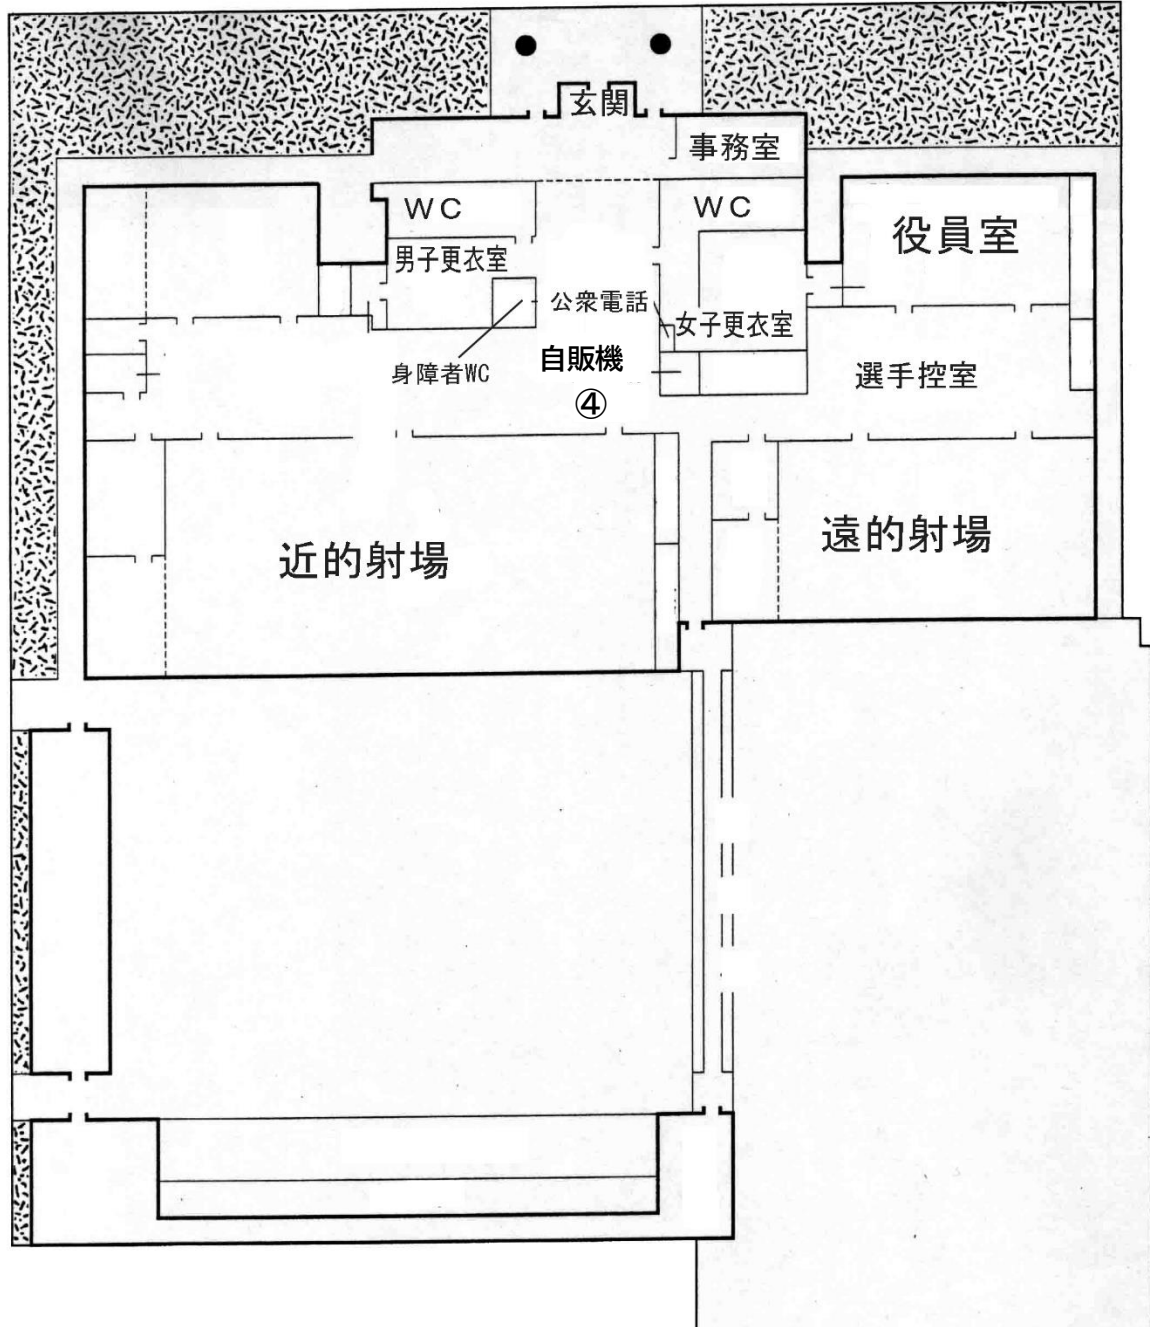 玄関
事務室
ＷＣ
ＷＣ
役員室
男子更衣室
公衆電話
女子更衣室
自販機
身障者WC
選手控室
④
近的射場
遠的射場